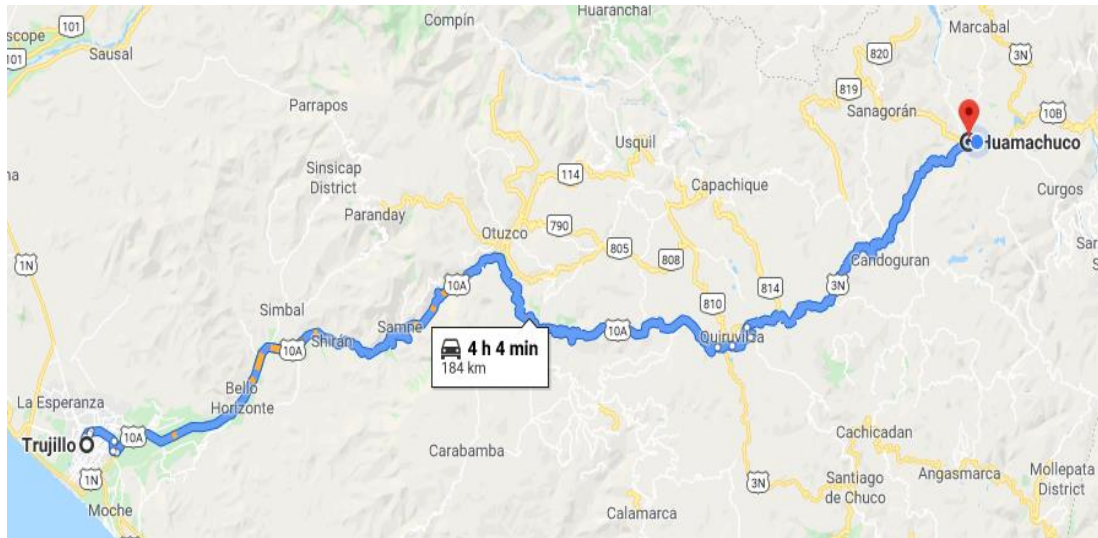 Compín
Huaranchal
Marcabal
101
scope
Sausal
820
3N
101
Parrapos
819
Sanagorán
10B
Usquil
Huamachuco
na
Sinsicap
District
114
Capachique
Curgos
Paranday
Otuzco
790
San
S
1N
805
808
Candoguran
10A
814
3N
Simbal
810
Samne
10A
10A
Shirán
Quiruvilca
4 h 4 min
184 km
Bello
Horizonte
La Esperanza
Trujillo
10A
Cachicadan
Carabamba
1N
3N
Santiago
de Chuco
Angasmarca
Mollepata
District
Moche
Calamarca